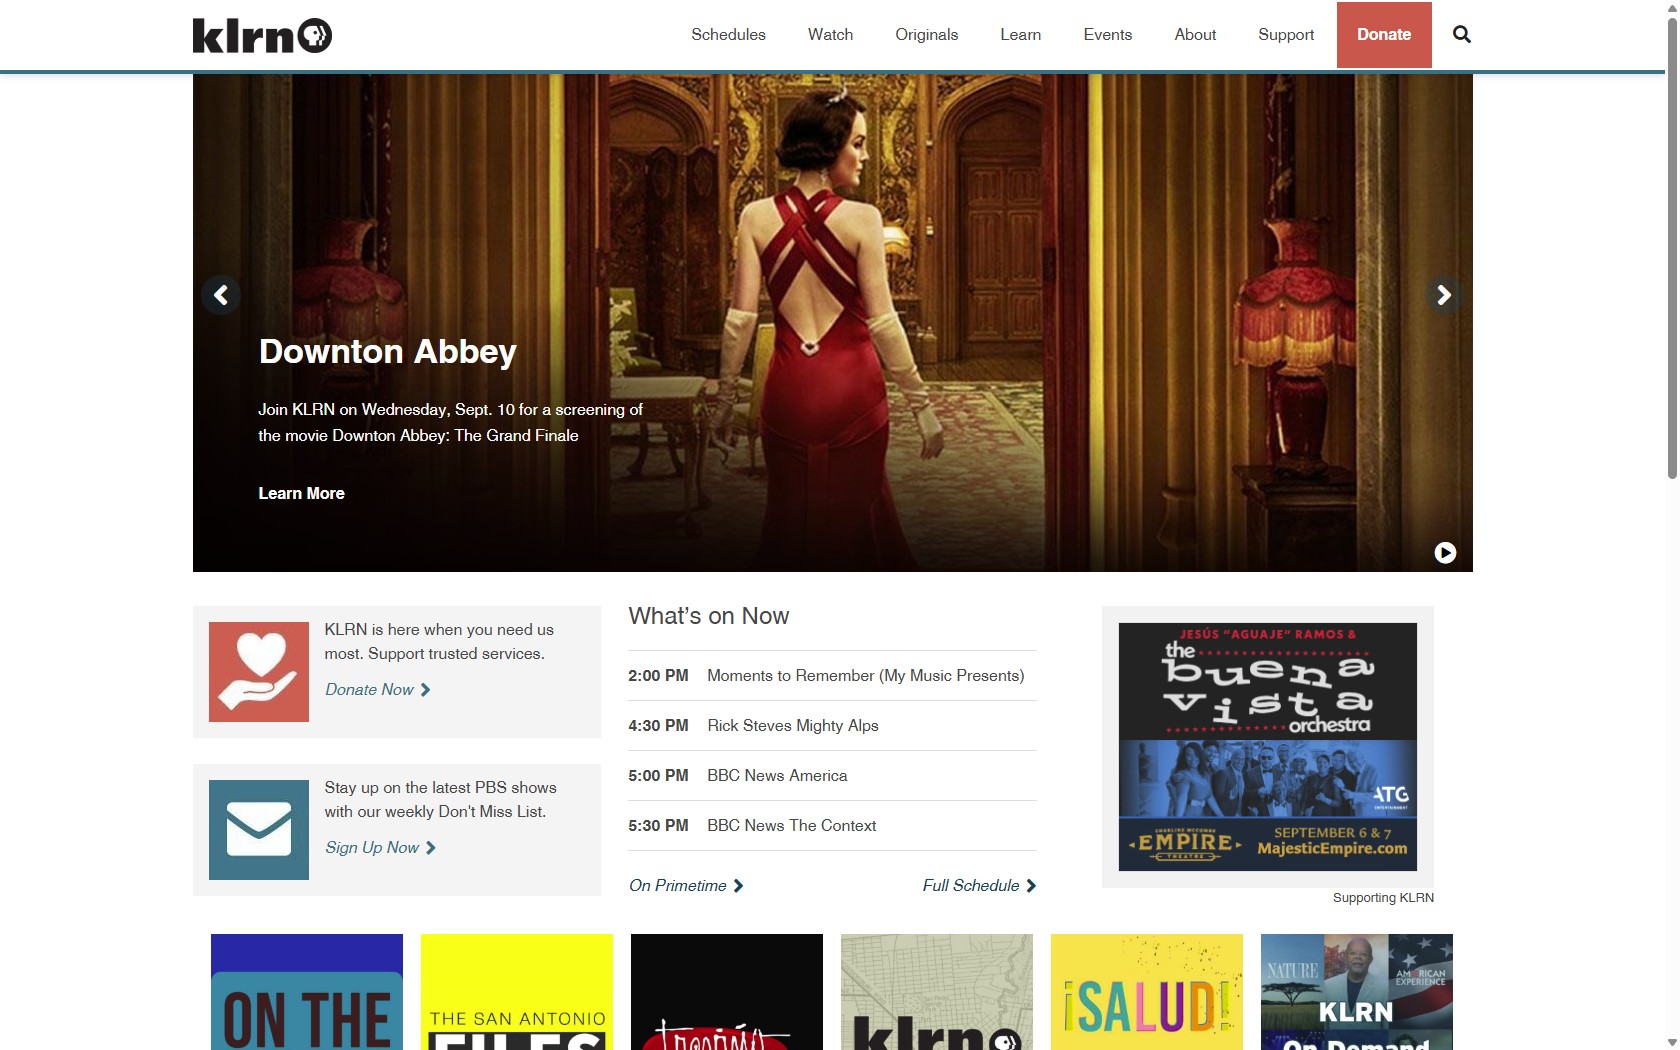 klrn
Schedules
Watch
Originals
Learn
Events
About
Support
Donate
Downton Abbey
Join KLRN on Wednesday, Sept. 10 for a screening of
the movie Downton Abbey: The Grand Finale
Learn More
KLRN is here when you need us
most. Support trusted services.
Donate Now
Stay up on the latest PBS shows
with our weekly Don't Miss List.
Sign Up Now
What's on Now
2:00 PM Moments to Remember (My Music Presents)
4:30 PM Rick Steves Mighty Alps
5:00 PM BBC News America
5:30 PM BBC News The Context
On Primetime
Full Schedule
JESÚS "AGUAJE" RAMOS &
the
buena
vista
orchestra
ATG
ENTERTAINMENT
CHARLINE MCCOMBS
EMPIRE
THEATRE
SEPTEMBER 6 & 7
MajesticEmpire.com
Supporting KLRN
ON THE
THE SAN ANTONIO
FILES
klrn
¡SALUD!
NATURE
AMERICAN
EXPERIENCE
KLRN
On Demand